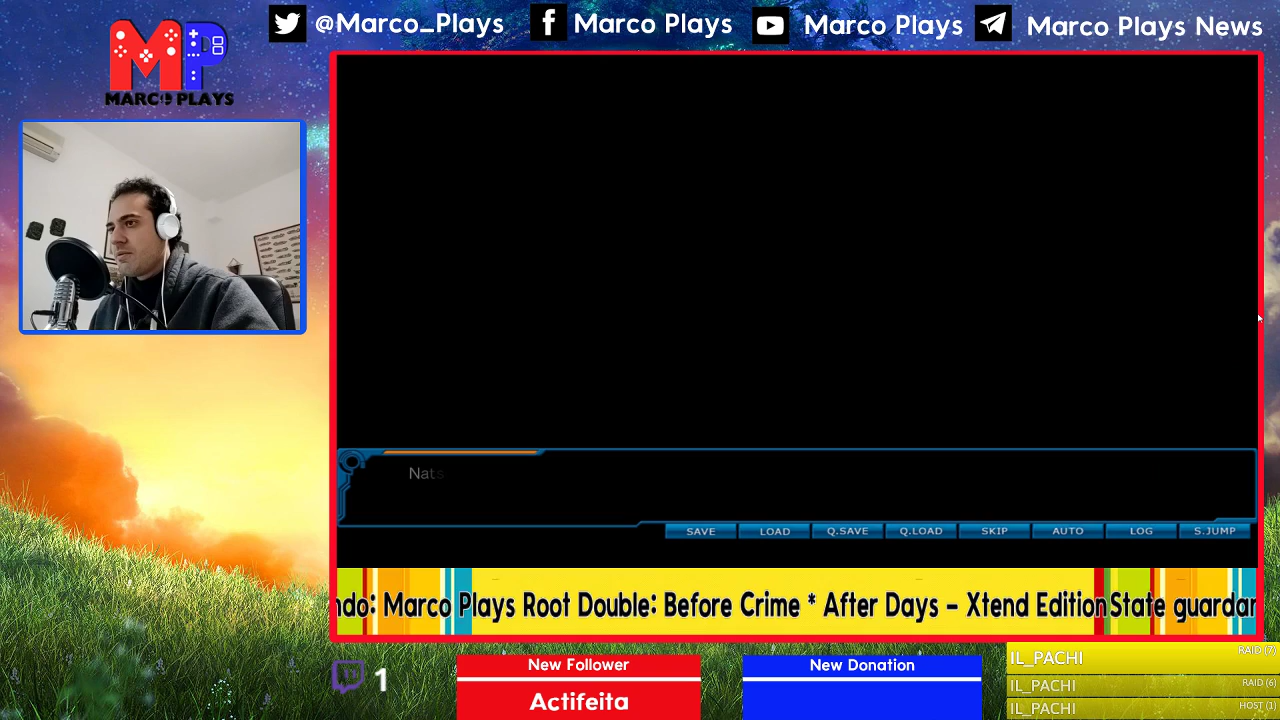 @Marco_Plays
Marco Plays
Marco Plays
Marco Plays News
MP
MARCO PLAYS
Nats
SAVE
LOAD
Q.SAVE
Q.LOAD
SKIP
AUTO
LOG
S.JUMP
ndo: Marco Plays Root Double: Before Crime * After Days - Xtend Edition State guardan
1
New Follower
Actifeita
New Donation
IL_PACHI RAID (7)
IL_PACHI RAID (6)
IL_PACHI HOST (1)